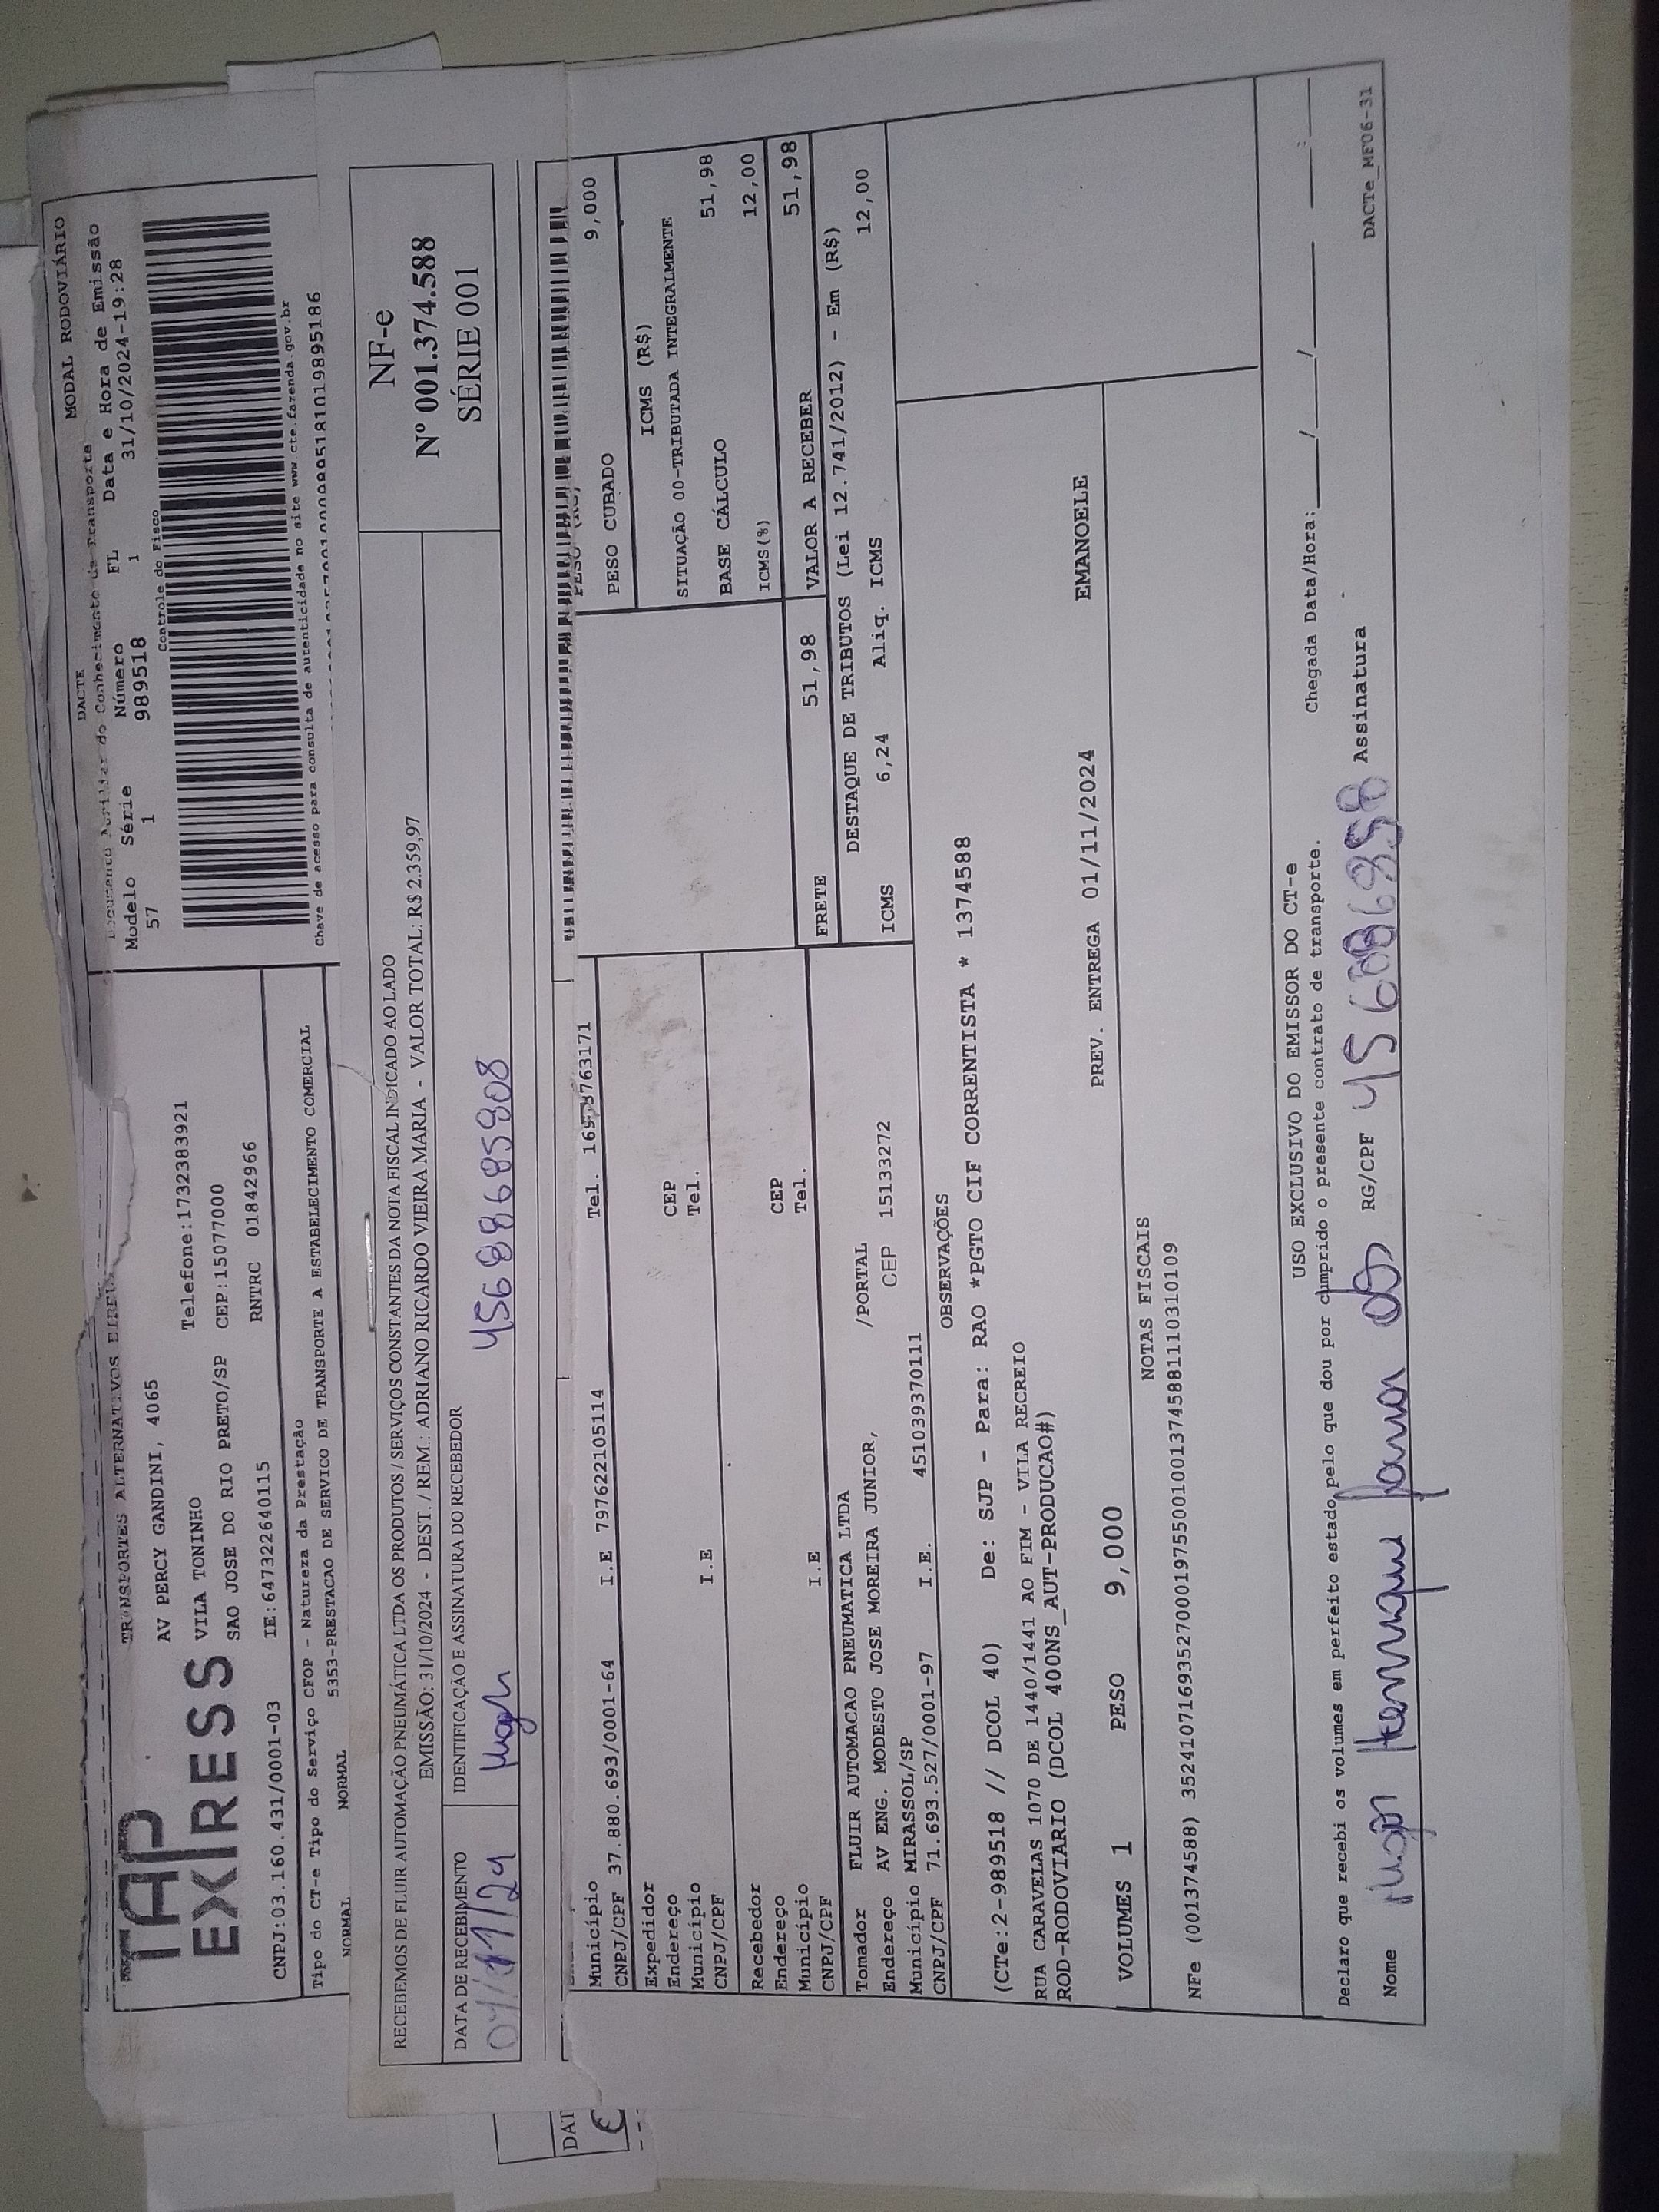 DACTE
MODAL RODOVIÁRIO
do Conhecimento de Transporte
Modelo Série Número FL Data e Hora de Emissão
57 1 989518 1 31/10/2024-19:28
Controle do Fisco
Chave de acesso para consulta de autenticidade no site www.cte.fazenda.gov.br
TAP
EXPRESS
TRANSPORTES ALTERNATIVOS EIRELI
AV PERCY GANDINI, 4065
VILA TONINHO Telefone:1732383921
SAO JOSE DO RIO PRETO/SP CEP:15077000
CNPJ:03.160.431/0001-03 IE:647322640115 RNTRC 01842966
Tipo do CT-e Tipo do Serviço CFOP - Natureza da Prestação
NORMAL NORMAL 5353-PRESTACAO DE SERVICO DE TRANSPORTE A ESTABELECIMENTO COMERCIAL
RECEBEMOS DE FLUIR AUTOMAÇÃO PNEUMÁTICA LTDA OS PRODUTOS / SERVIÇOS CONSTANTES DA NOTA FISCAL INDICADO AO LADO
EMISSÃO: 31/10/2024 - DEST. / REM.: ADRIANO RICARDO VIEIRA MARIA - VALOR TOTAL: R$ 2.359,97
DATA DE RECEBIMENTO
IDENTIFICAÇÃO E ASSINATURA DO RECEBEDOR
45688685808
NF-e
Nº 001.374.588
SÉRIE 001
DAT
Município Tel.
CNPJ/CPF 37.880.693/0001-64 I.E 797622105114
Expedidor
Endereço CEP
Município Tel.
CNPJ/CPF I.E
Recebedor
Endereço CEP
Município Tel.
CNPJ/CPF I.E
PESO CUBADO 9,000
ICMS (R$)
SITUAÇÃO 00-TRIBUTADA INTEGRALMENTE
BASE CÁLCULO 51,98
ICMS(%) 12,00
FRETE 51,98 VALOR A RECEBER 51,98
DESTAQUE DE TRIBUTOS (Lei 12.741/2012) - Em (R$)
ICMS 6,24 Aliq. ICMS 12,00
Tomador FLUIR AUTOMACAO PNEUMATICA LTDA
Endereço AV ENG. MODESTO JOSE MOREIRA JUNIOR, /PORTAL
Município MIRASSOL/SP CEP 15133272
CNPJ/CPF 71.693.527/0001-97 I.E. 451039370111
OBSERVAÇÕES
(CTe:2-989518 // DCOL 40) De: SJP - Para: RAO *PGTO CIF CORRENTISTA * 1374588
RUA CARAVELAS 1070 DE 1440/1441 AO FIM - VILA RECREIO
ROD-RODOVIARIO (DCOL 400NS_AUT-PRODUCAO#)
PREV. ENTREGA 01/11/2024 EMANOELE
VOLUMES 1 PESO 9,000
NOTAS FISCAIS
NFe (001374588) 35241071693527000197550010013745881110310109
USO EXCLUSIVO DO EMISSOR DO CT-e
Declaro que recebi os volumes em perfeito estado pelo que dou por cumprido o presente contrato de transporte.
Chegada Data/Hora:___/___/___ ___:___
Nome Henrique RG/CPF Assinatura
DACTe_MF06-31